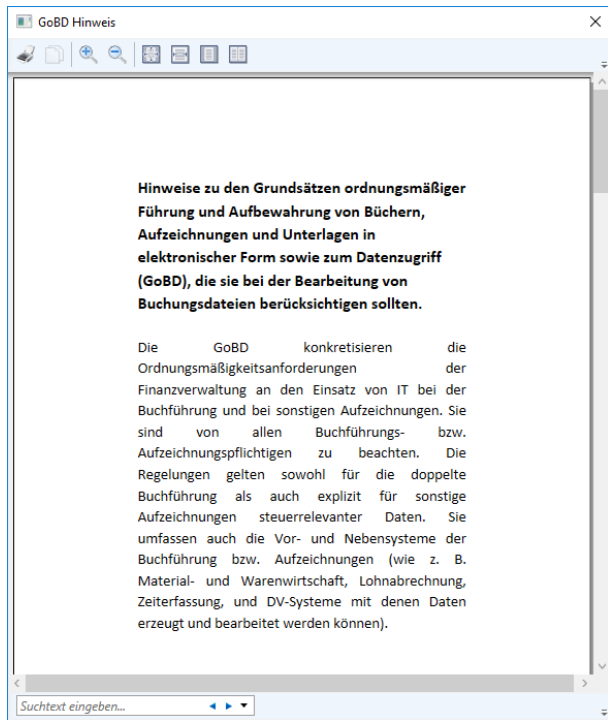 GoBD Hinweis
Hinweise zu den Grundsätzen ordnungsmäßiger
Führung und Aufbewahrung von Büchern,
Aufzeichnungen und Unterlagen in
elektronischer Form sowie zum Datenzugriff
(GoBD), die sie bei der Bearbeitung von
Buchungsdateien berücksichtigen sollten.
Die GoBD konkretisieren die
Ordnungsmäßigkeitsanforderungen der
Finanzverwaltung an den Einsatz von IT bei der
Buchführung und bei sonstigen Aufzeichnungen. Sie
sind von allen Buchführungs- bzw.
Aufzeichnungspflichtigen zu beachten. Die
Regelungen gelten sowohl für die doppelte
Buchführung als auch explizit für sonstige
Aufzeichnungen steuerrelevanter Daten. Sie
umfassen auch die Vor- und Nebensysteme der
Buchführung bzw. Aufzeichnungen (wie z. B.
Material- und Warenwirtschaft, Lohnabrechnung,
Zeiterfassung, und DV-Systeme mit denen Daten
erzeugt und bearbeitet werden können).
Suchtext eingeben...